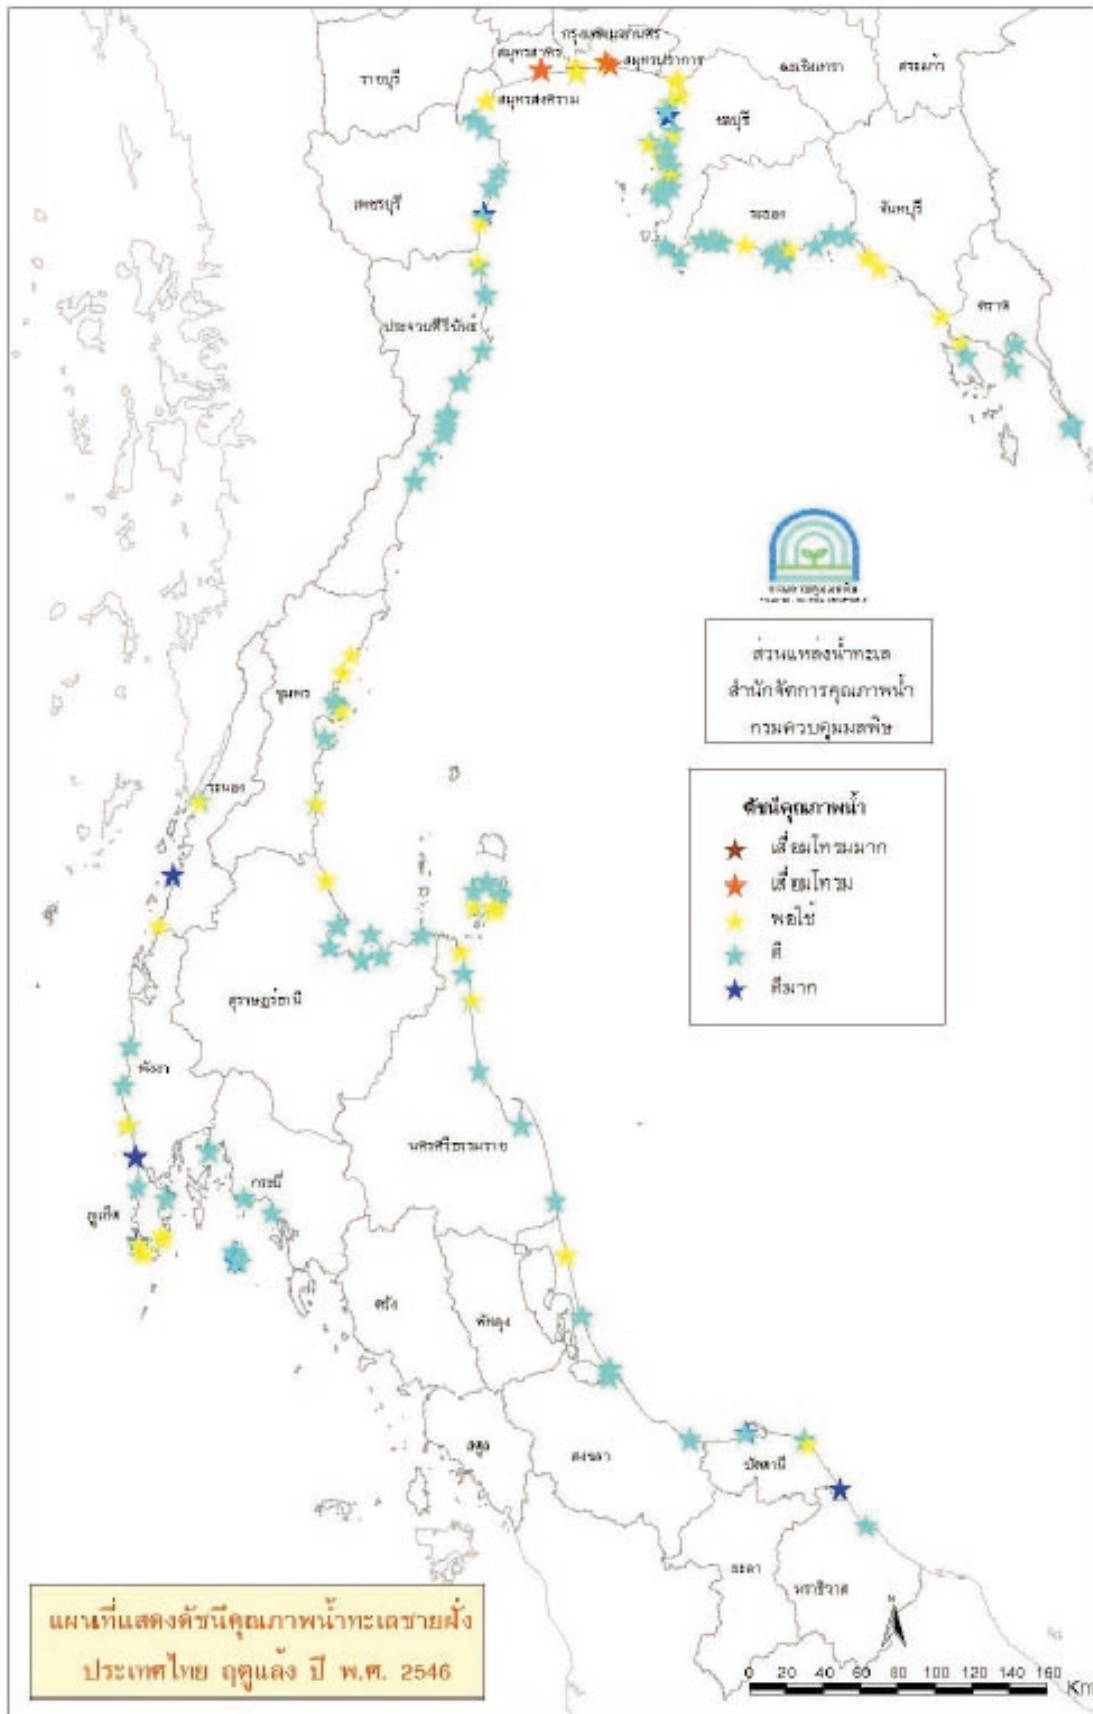 กรุงเทพมหานคร
สมุทรสาคร
สมุทรปราการ
ฉะเชิงเทรา
สระแก้ว
ราชบุรี
สมุทรสงคราม
ชลบุรี
เพชรบุรี
ระยอง
จันทบุรี
ตราด
ประจวบคีรีขันธ์
กรมควบคุมมลพิษ
ส่วนแหล่งน้ำทะเล
สำนักจัดการคุณภาพน้ำ
กรมควบคุมมลพิษ
ชุมพร
ระนอง
ดัชนีคุณภาพน้ำ
เสื่อมโทรมมาก
เสื่อมโทรม
พอใช้
ดี
ดีมาก
สุราษฎร์ธานี
พังงา
นครศรีธรรมราช
กระบี่
ภูเก็ต
ตรัง
พัทลุง
สตูล
สงขลา
ปัตตานี
ยะลา
นราธิวาส
N
แผนที่แสดงดัชนีคุณภาพน้ำทะเลชายฝั่ง
ประเทศไทย ฤดูแล้ง ปี พ.ศ. 2546
0 20 40 60 80 100 120 140 160 Km